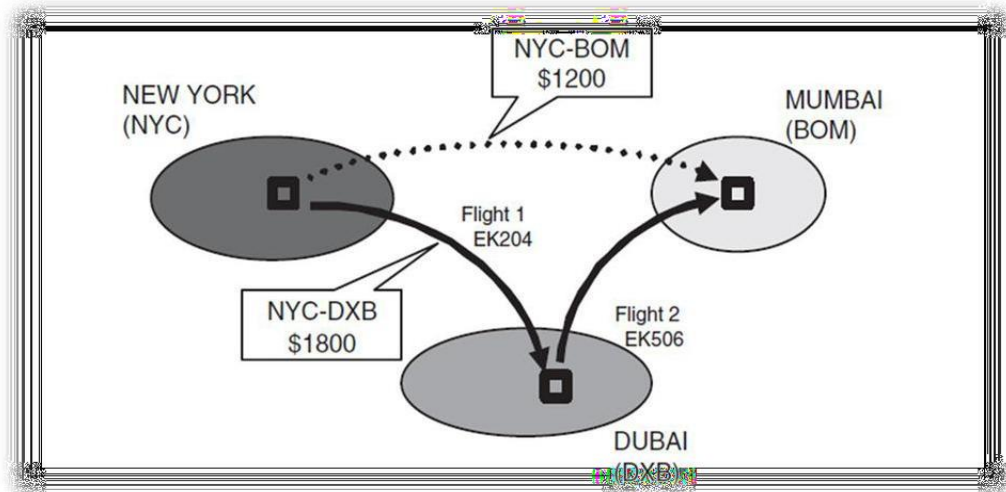 NYC-BOM
$1200
NEW YORK
(NYC)
MUMBAI
(BOM)
Flight 1
EK204
NYC-DXB
$1800
Flight 2
EK506
DUBAI
(DXB)